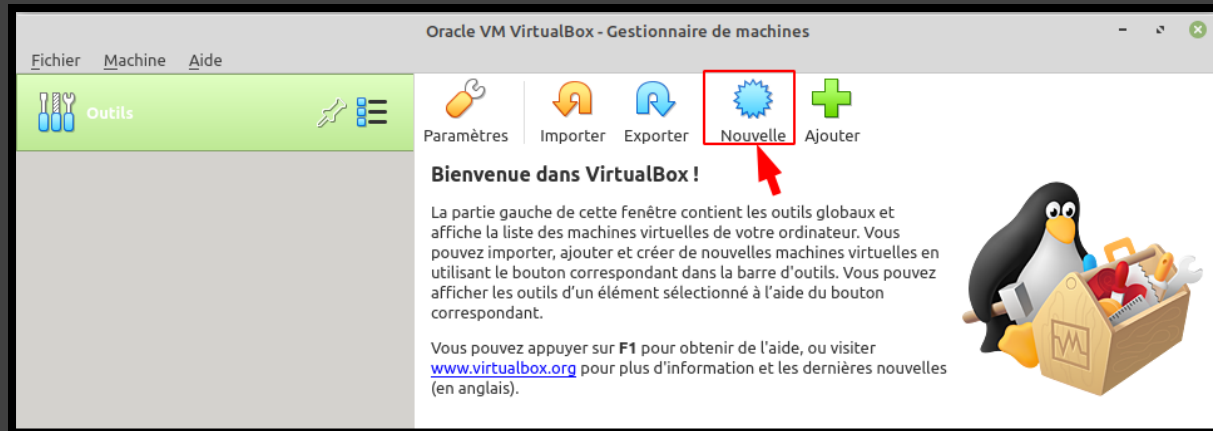 Oracle VM VirtualBox - Gestionnaire de machines
Fichier Machine Aide
Outils
Paramètres Importer Exporter Nouvelle Ajouter
Bienvenue dans VirtualBox !
La partie gauche de cette fenêtre contient les outils globaux et
affiche la liste des machines virtuelles de votre ordinateur. Vous
pouvez importer, ajouter et créer de nouvelles machines virtuelles en
utilisant le bouton correspondant dans la barre d'outils. Vous pouvez
afficher les outils d’un élément sélectionné à l’aide du bouton
correspondant.
Vous pouvez appuyer sur F1 pour obtenir de l'aide, ou visiter
www.virtualbox.org pour plus d'information et les dernières nouvelles
(en anglais).